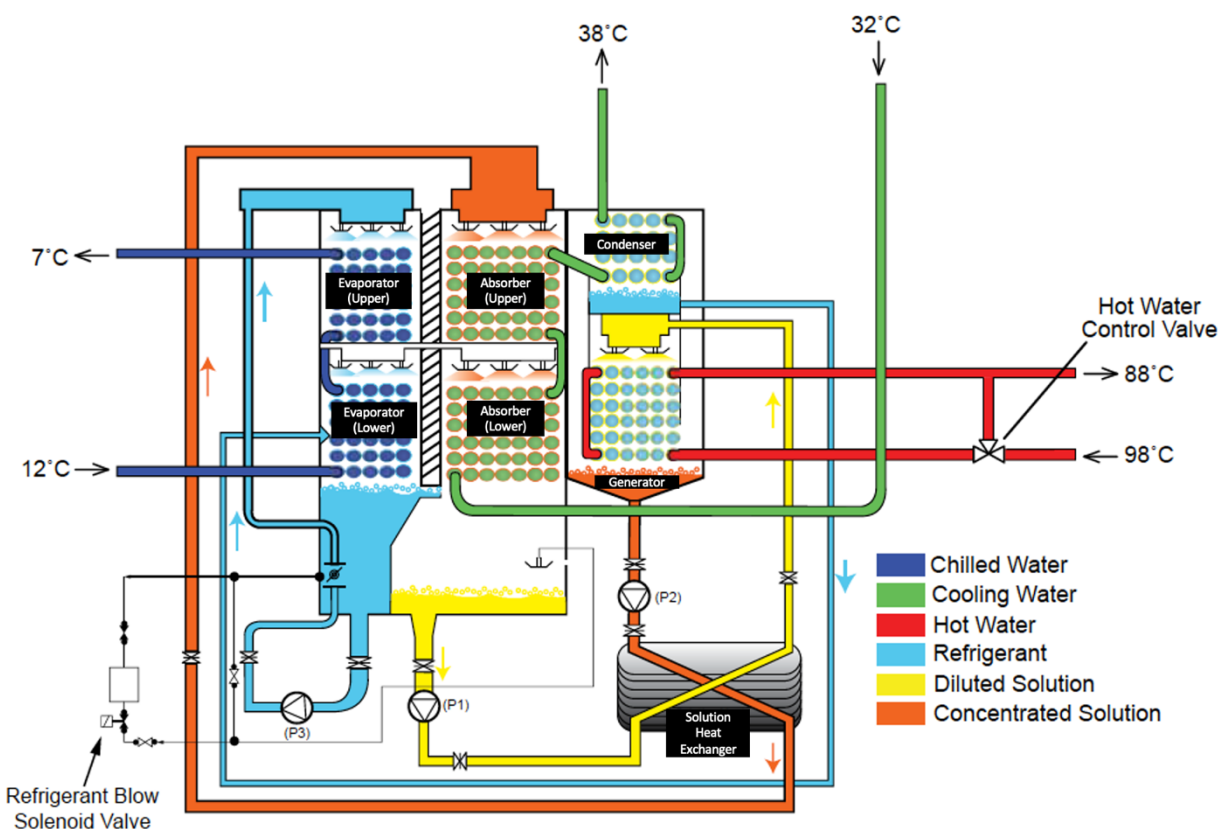 38˚C
32˚C
Condenser
7˚C
Evaporator
(Upper)
Absorber
(Upper)
Hot Water
Control Valve
88˚C
Evaporator
(Lower)
Absorber
(Lower)
12˚C
98˚C
Generator
Chilled Water
Cooling Water
Hot Water
Refrigerant
Diluted Solution
Concentrated Solution
(P2)
(P1)
(P3)
Solution
Heat
Exchanger
Refrigerant Blow
Solenoid Valve